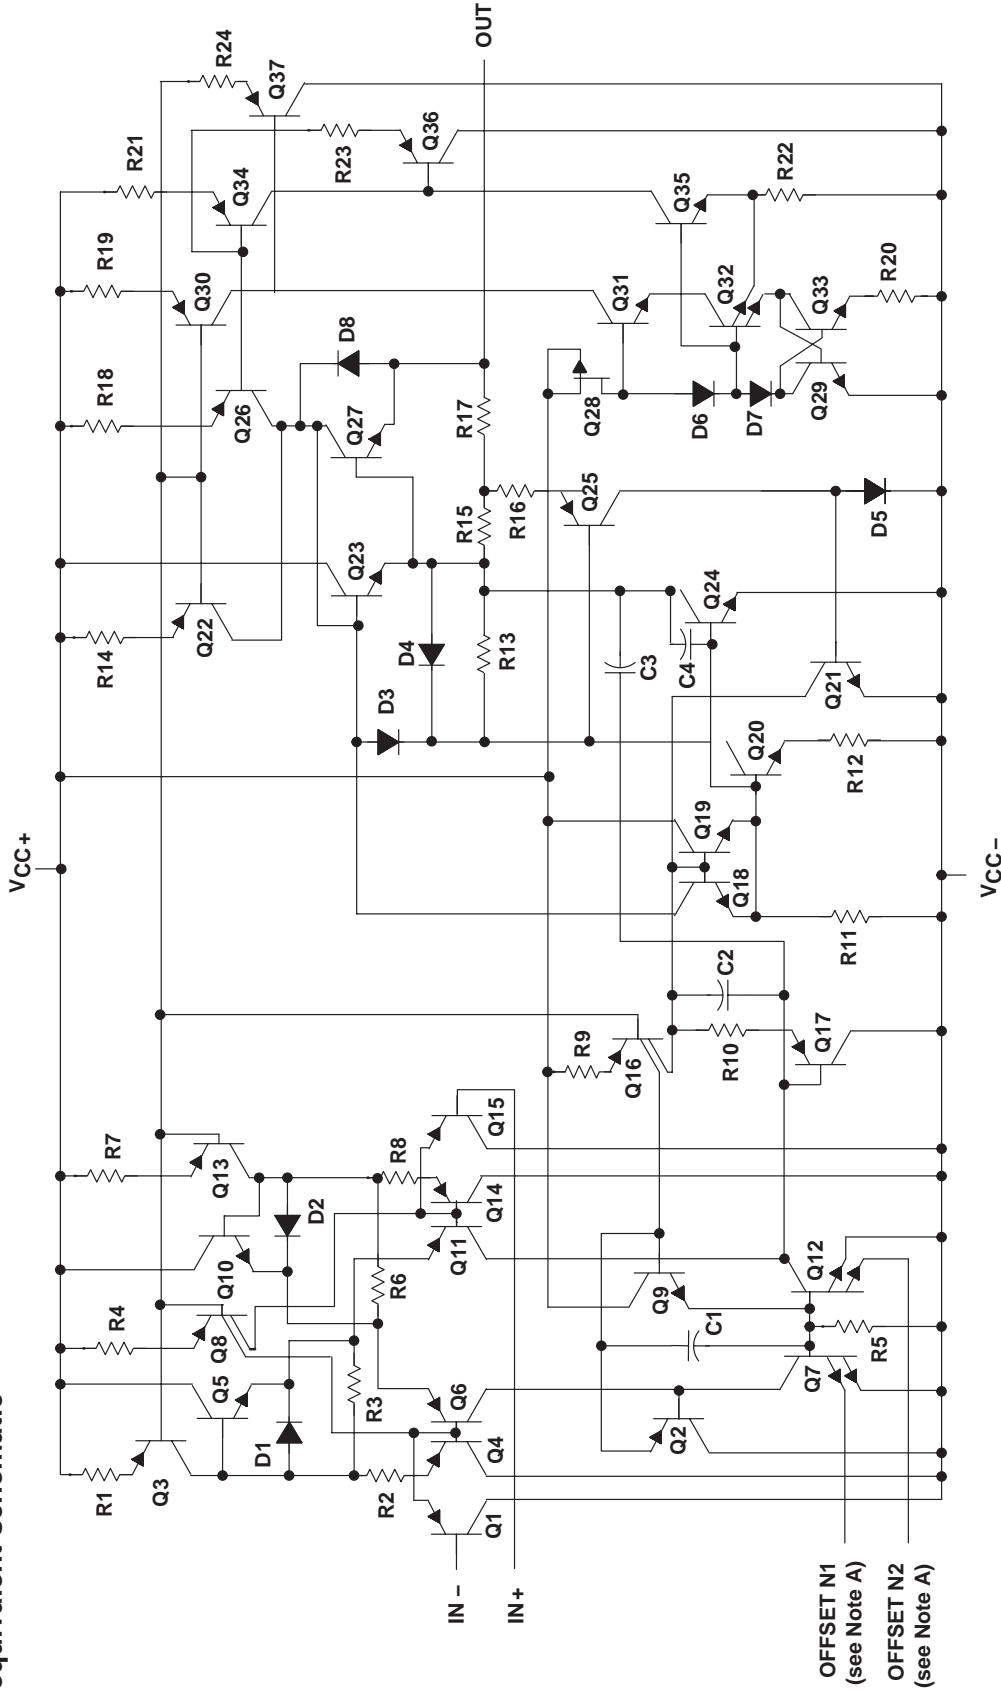 VCC+
R1
R4
R7
R14
R18
R19
R21
R24
Q3
Q5
Q8
Q10
Q13
Q22
Q26
Q30
Q34
Q37
D1
D2
D3
D4
Q23
Q27
D8
R23
Q36
R2
R3
R6
R8
Q1
Q4
Q6
Q11
Q14
Q15
R13
R15
R17
R16
OUT
IN −
IN+
R9
Q16
C3
Q25
Q28
Q31
Q35
Q2
Q9
C1
R10
C2
Q18
Q19
C4
Q24
D6
D7
Q32
R22
Q7
R5
Q12
Q17
R11
Q20
R12
Q21
D5
Q29
Q33
R20
OFFSET N1
(see Note A)
OFFSET N2
(see Note A)
VCC−